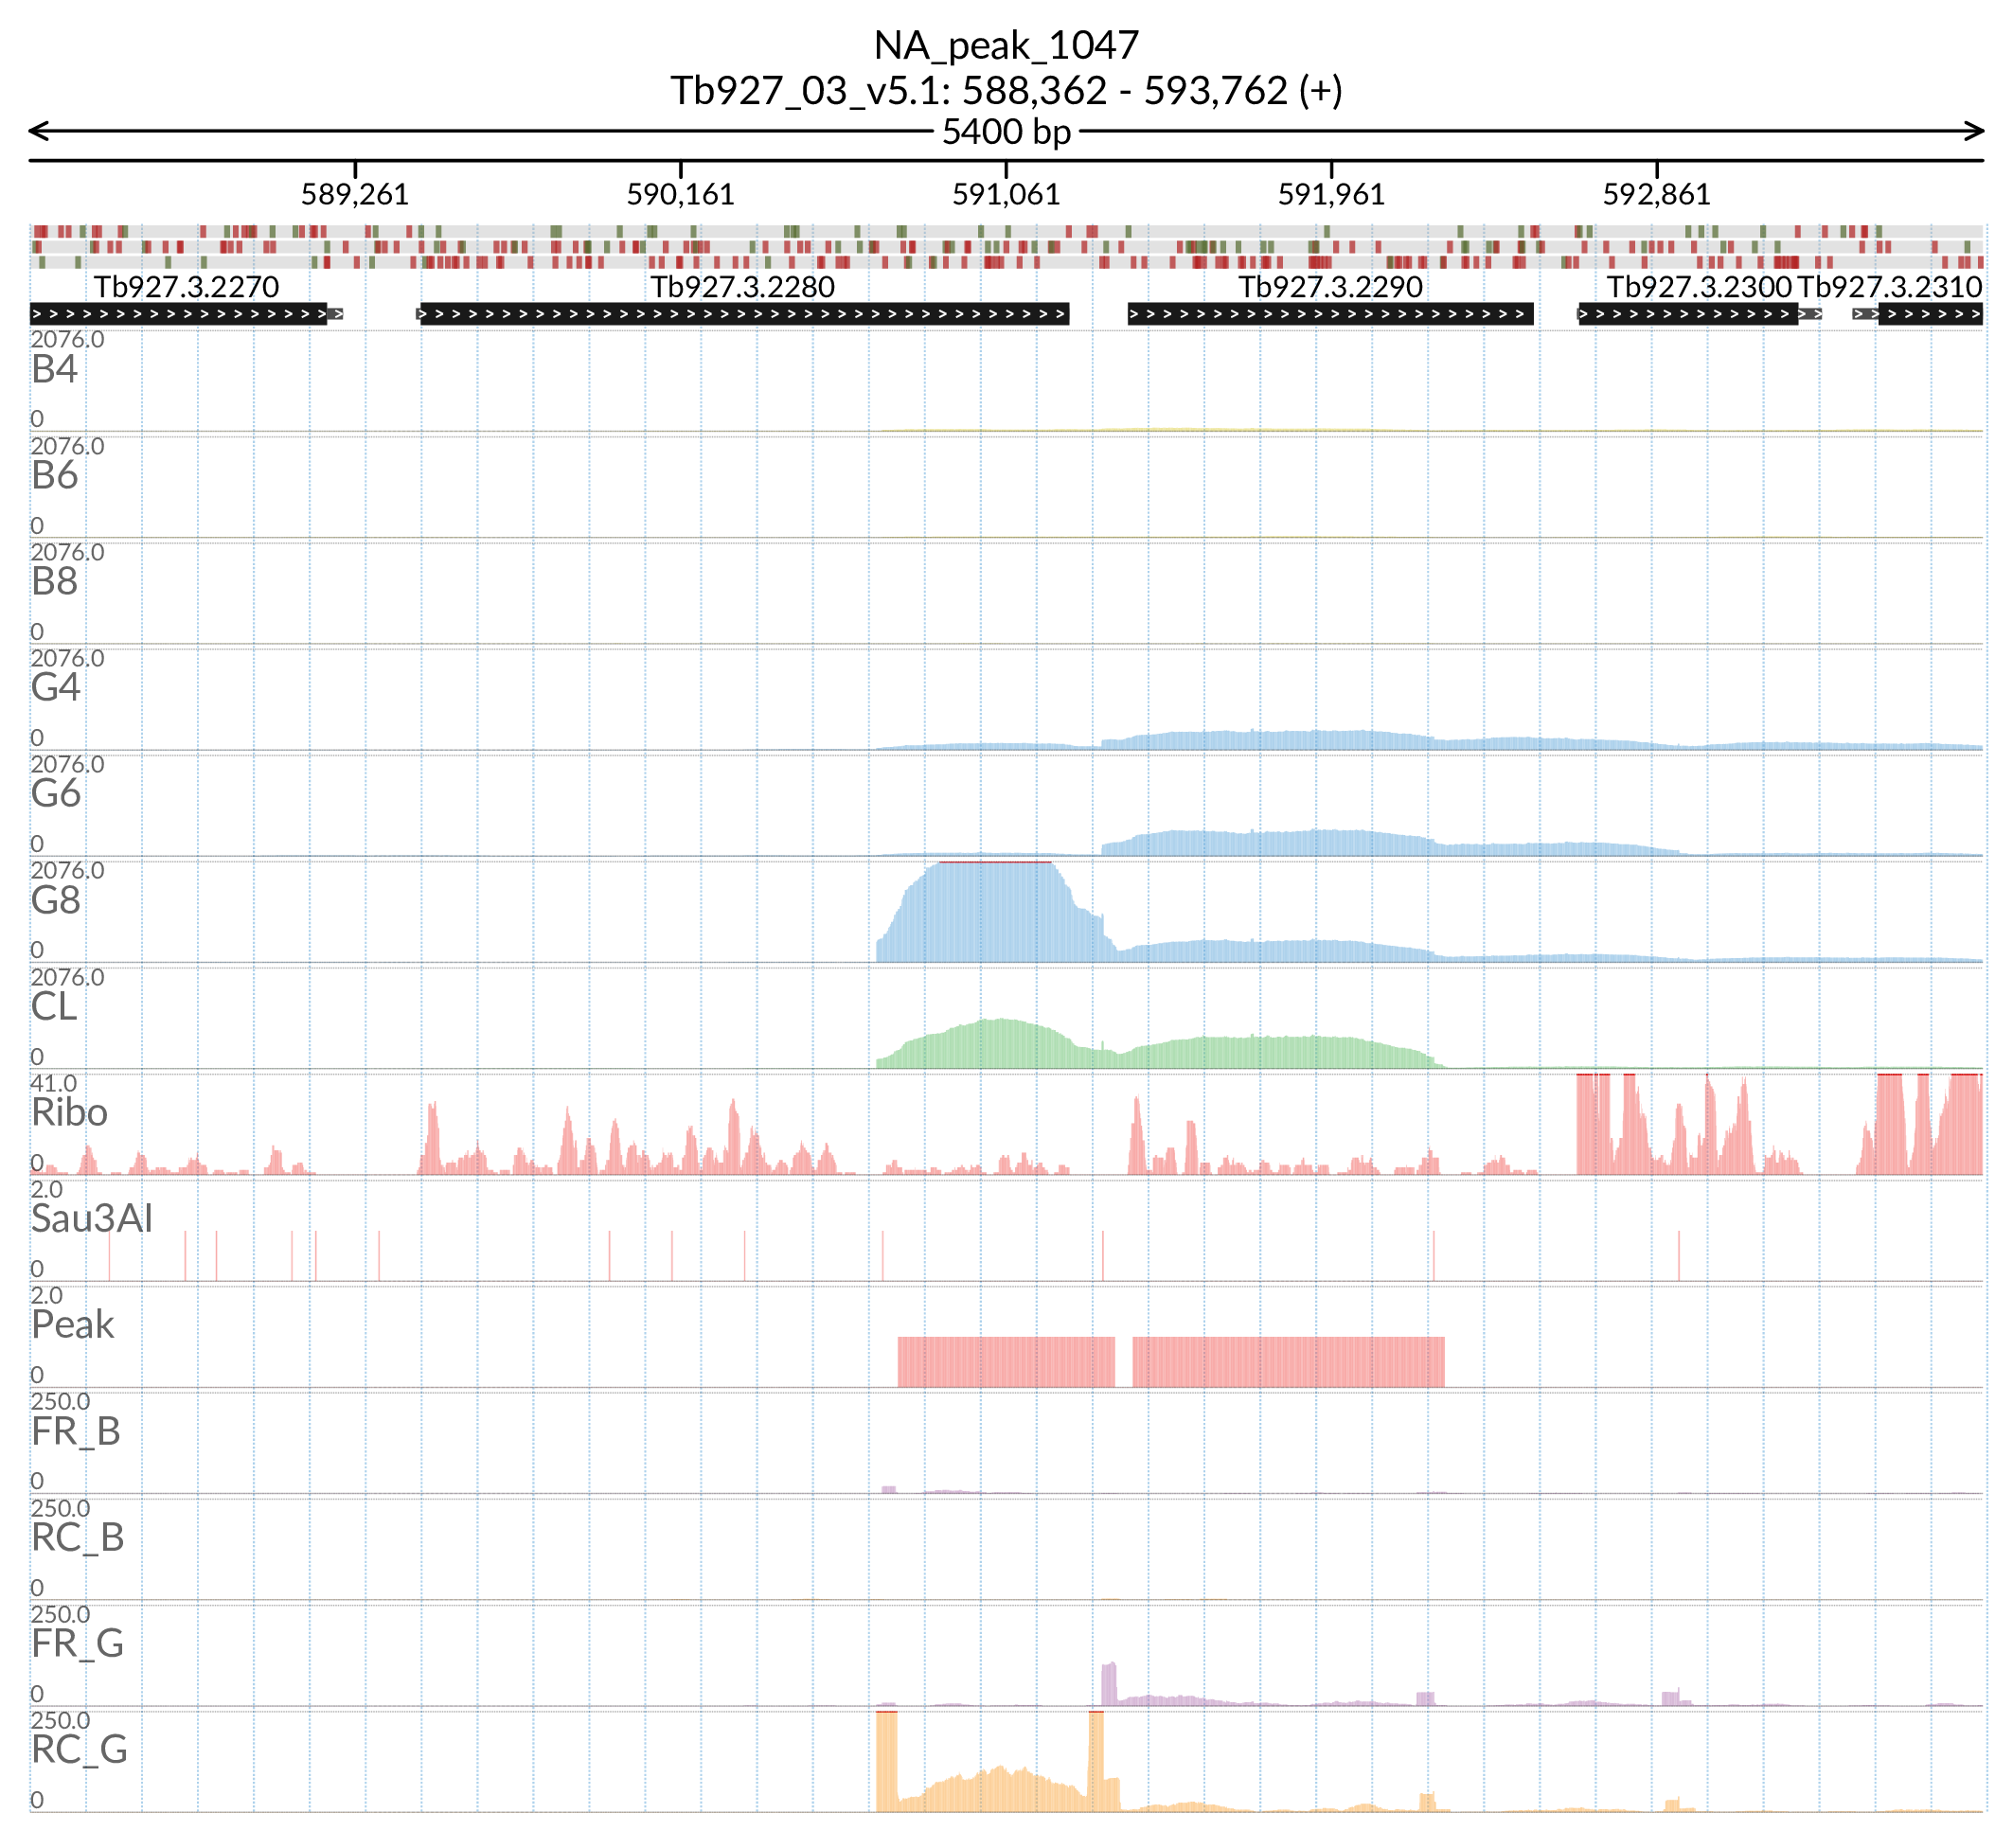 NA_peak_1047
Tb927_03_v5.1: 588,362 - 593,762 (+)
5400 bp
589,261 590,161 591,061 591,961 592,861
Tb927.3.2270 Tb927.3.2280 Tb927.3.2290 Tb927.3.2300 Tb927.3.2310
2076.0
B4
0
2076.0
B6
0
2076.0
B8
0
2076.0
G4
0
2076.0
G6
0
2076.0
G8
0
2076.0
CL
0
41.0
Ribo
0
2.0
Sau3AI
0
2.0
Peak
0
250.0
FR_B
0
250.0
RC_B
0
250.0
FR_G
0
250.0
RC_G
0